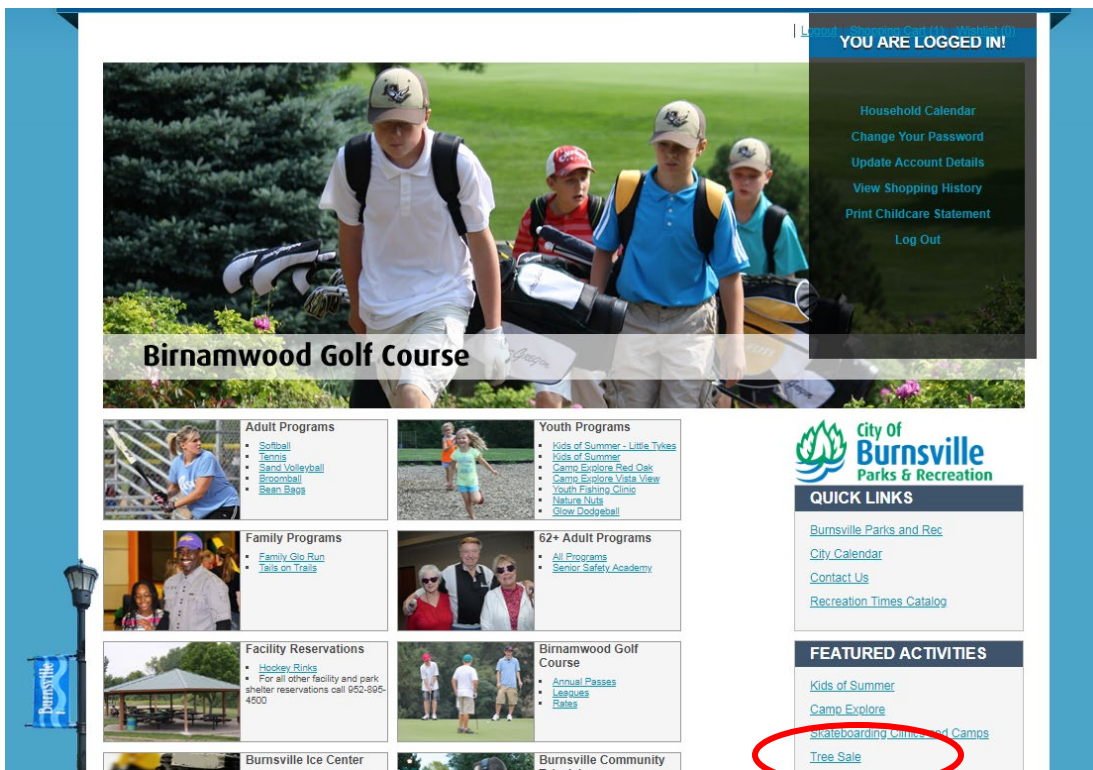 | Logout Shopping Cart (1) Wishlist (0)
YOU ARE LOGGED IN!
Household Calendar
Change Your Password
Update Account Details
View Shopping History
Print Childcare Statement
Log Out
Birnamwood Golf Course
Adult Programs
Softball
Tennis
Sand Volleyball
Broomball
Bean Bags
Youth Programs
Kids of Summer - Little Tykes
Kids of Summer
Camp Explore Red Oak
Camp Explore Vista View
Youth Fishing Clinic
Nature Nuts
Glow Dodgeball
Family Programs
Family Glo Run
Tails on Trails
62+ Adult Programs
All Programs
Senior Safety Academy
Facility Reservations
Hockey Rinks
For all other facility and park
shelter reservations call 952-895-
4500
Birnamwood Golf
Course
Annual Passes
Leagues
Rates
Burnsville Ice Center
Burnsville Community
City of
Burnsville
Parks & Recreation
QUICK LINKS
Burnsville Parks and Rec
City Calendar
Contact Us
Recreation Times Catalog
FEATURED ACTIVITIES
Kids of Summer
Camp Explore
Skateboarding Clinics and Camps
Tree Sale
Burnsville